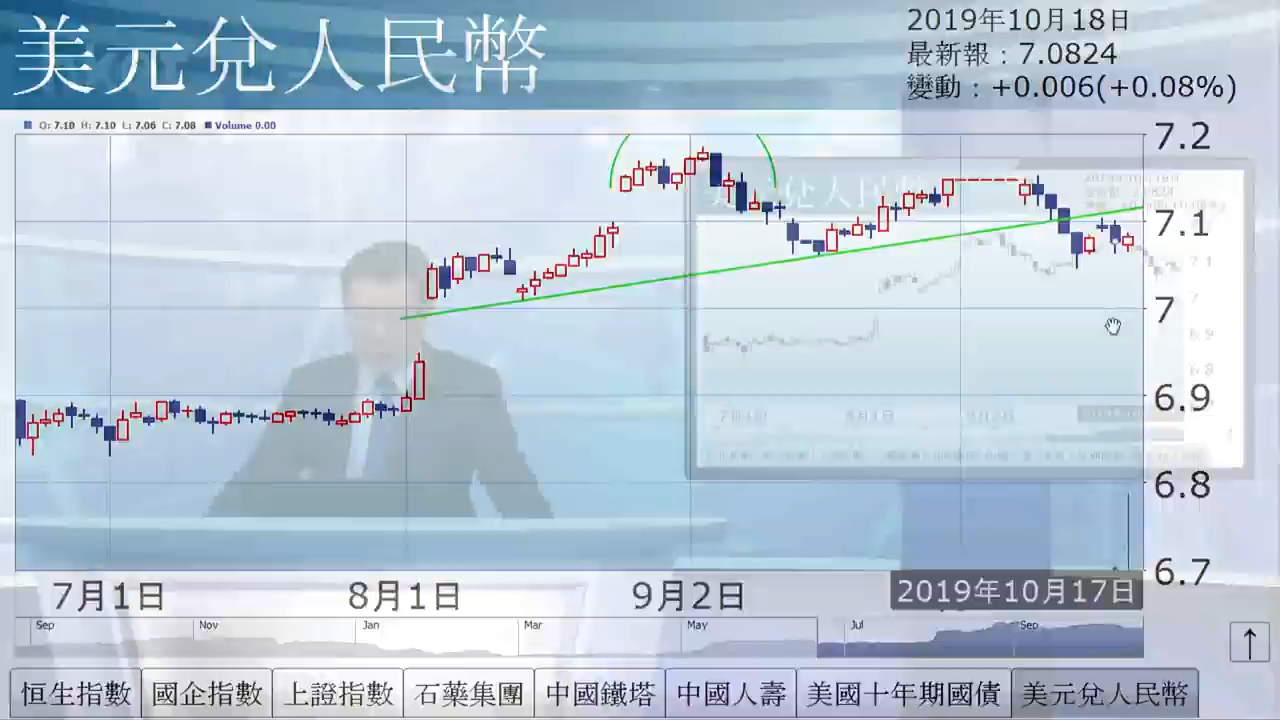 美元兌人民幣
2019年10月18日
最新報：7.0824
變動：+0.006(+0.08%)
O: 7.10 H: 7.10 L: 7.06 C: 7.08 Volume 0.00
7.2
7.1
7
6.9
6.8
6.7
7月1日 8月1日 9月2日 2019年10月17日
Sep Nov Jan Mar May Jul Sep
↑
恒生指數 國企指數 上證指數 石藥集團 中國鐵塔 中國人壽 美國十年期國債 美元兌人民幣